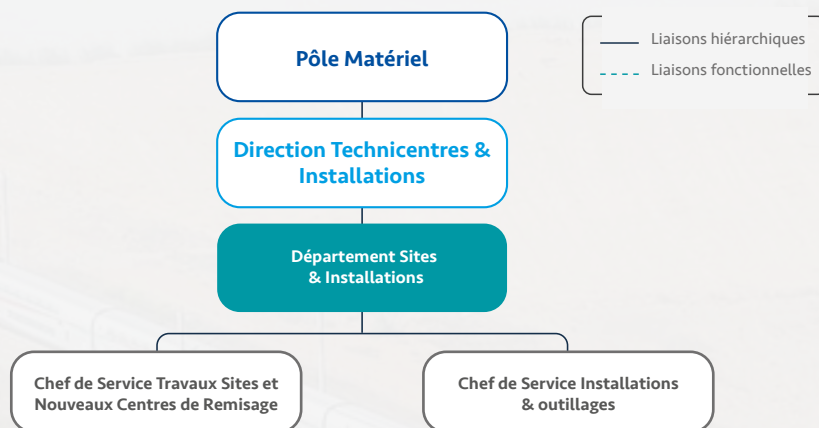 Pôle Matériel
Liaisons hiérarchiques
Liaisons fonctionnelles
Direction Technicentres &
Installations
Département Sites
& Installations
Chef de Service Travaux Sites et
Nouveaux Centres de Remisage
Chef de Service Installations
& outillages